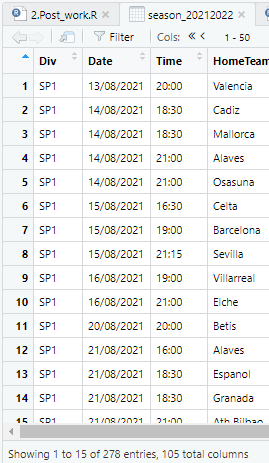 2.Post_work.R season_20212022
Filter Cols: 1 - 50
Div Date Time HomeTeam
1 SP1 13/08/2021 20:00 Valencia
2 SP1 14/08/2021 18:30 Cadiz
3 SP1 14/08/2021 18:30 Mallorca
4 SP1 14/08/2021 21:00 Alaves
5 SP1 14/08/2021 21:00 Osasuna
6 SP1 15/08/2021 16:30 Celta
7 SP1 15/08/2021 19:00 Barcelona
8 SP1 15/08/2021 21:15 Sevilla
9 SP1 16/08/2021 19:00 Villarreal
10 SP1 16/08/2021 21:00 Elche
11 SP1 20/08/2021 20:00 Betis
12 SP1 21/08/2021 16:00 Alaves
13 SP1 21/08/2021 18:30 Espanol
14 SP1 21/08/2021 18:30 Granada
15 SP1 21/08/2021 21:00 Ath Bilbao
Showing 1 to 15 of 278 entries, 105 total columns